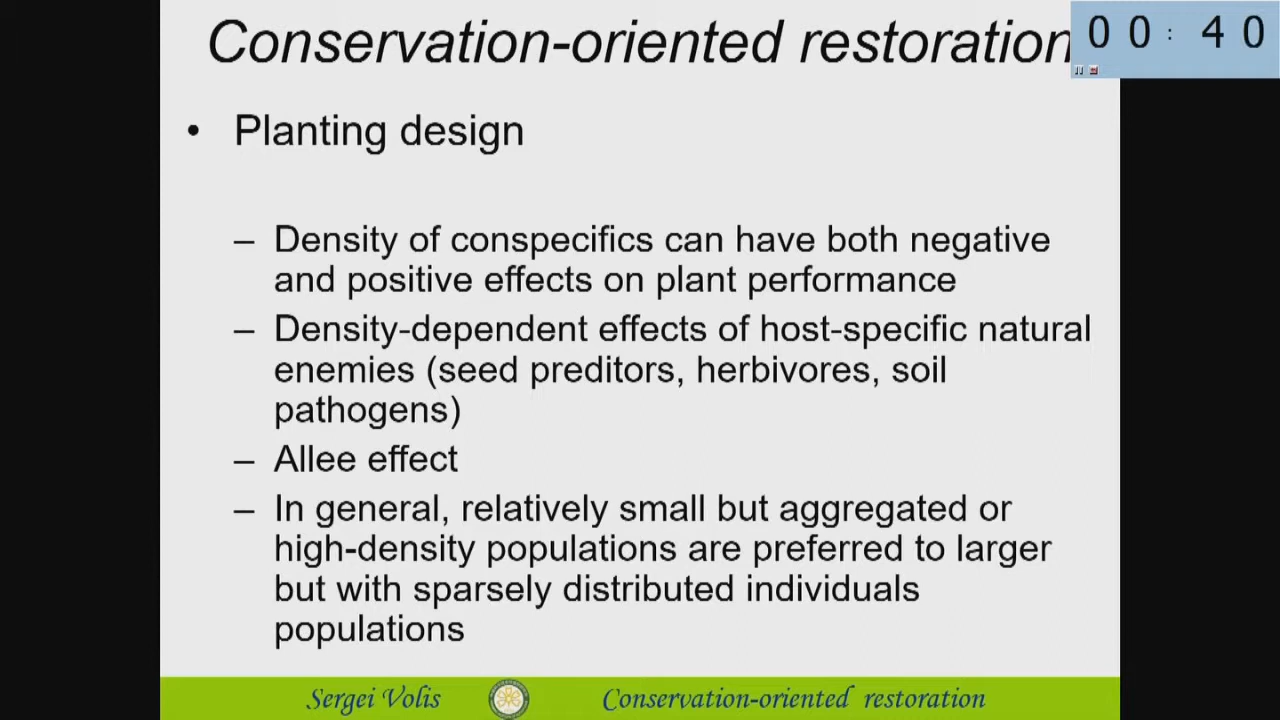 Conservation-oriented restoration
00:40
• Planting design
– Density of conspecifics can have both negative
and positive effects on plant performance
– Density-dependent effects of host-specific natural
enemies (seed preditors, herbivores, soil
pathogens)
– Allee effect
– In general, relatively small but aggregated or
high-density populations are preferred to larger
but with sparsely distributed individuals
populations
Sergei Volis
Conservation-oriented restoration